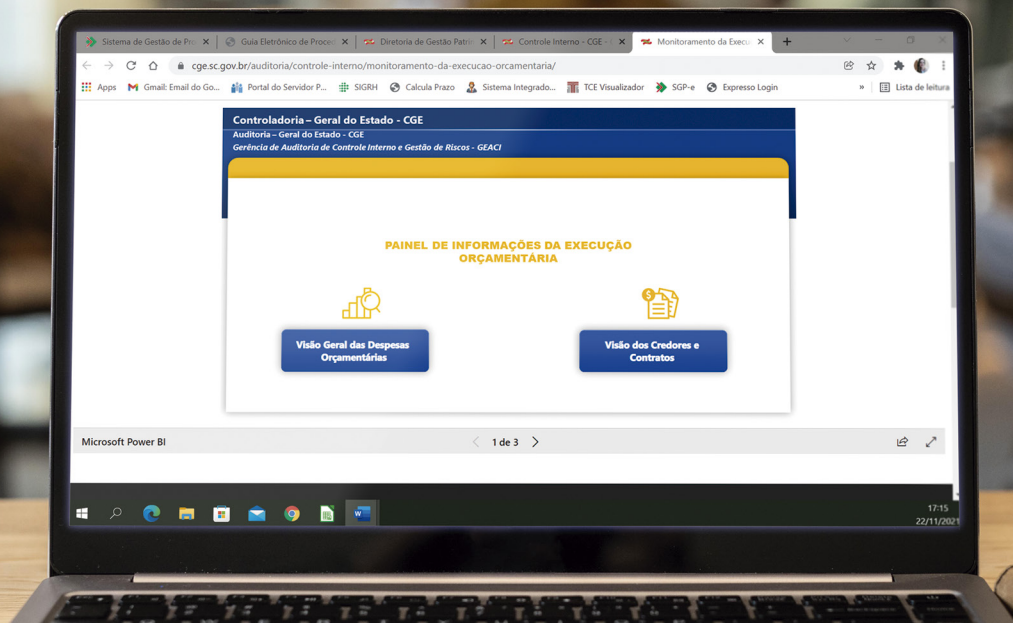 Sistema de Gestão de Pro
Guia Eletrônico de Proced
Diretoria de Gestão Patrim
Controle Interno - CGE -
Monitoramento da Execu
cge.sc.gov.br/auditoria/controle-interno/monitoramento-da-execucao-orcamentaria/
Apps
Gmail: Email do Go...
Portal do Servidor P...
SIGRH
Calcula Prazo
Sistema Integrado...
TCE Visualizador
SGP-e
Expresso Login
»
Lista de leitura
Controladoria – Geral do Estado - CGE
Auditoria – Geral do Estado - CGE
Gerência de Auditoria de Controle Interno e Gestão de Riscos - GEACI
PAINEL DE INFORMAÇÕES DA EXECUÇÃO
ORÇAMENTÁRIA
Visão Geral das Despesas
Orçamentárias
Visão dos Credores e
Contratos
Microsoft Power BI
1 de 3
17:15
22/11/2021